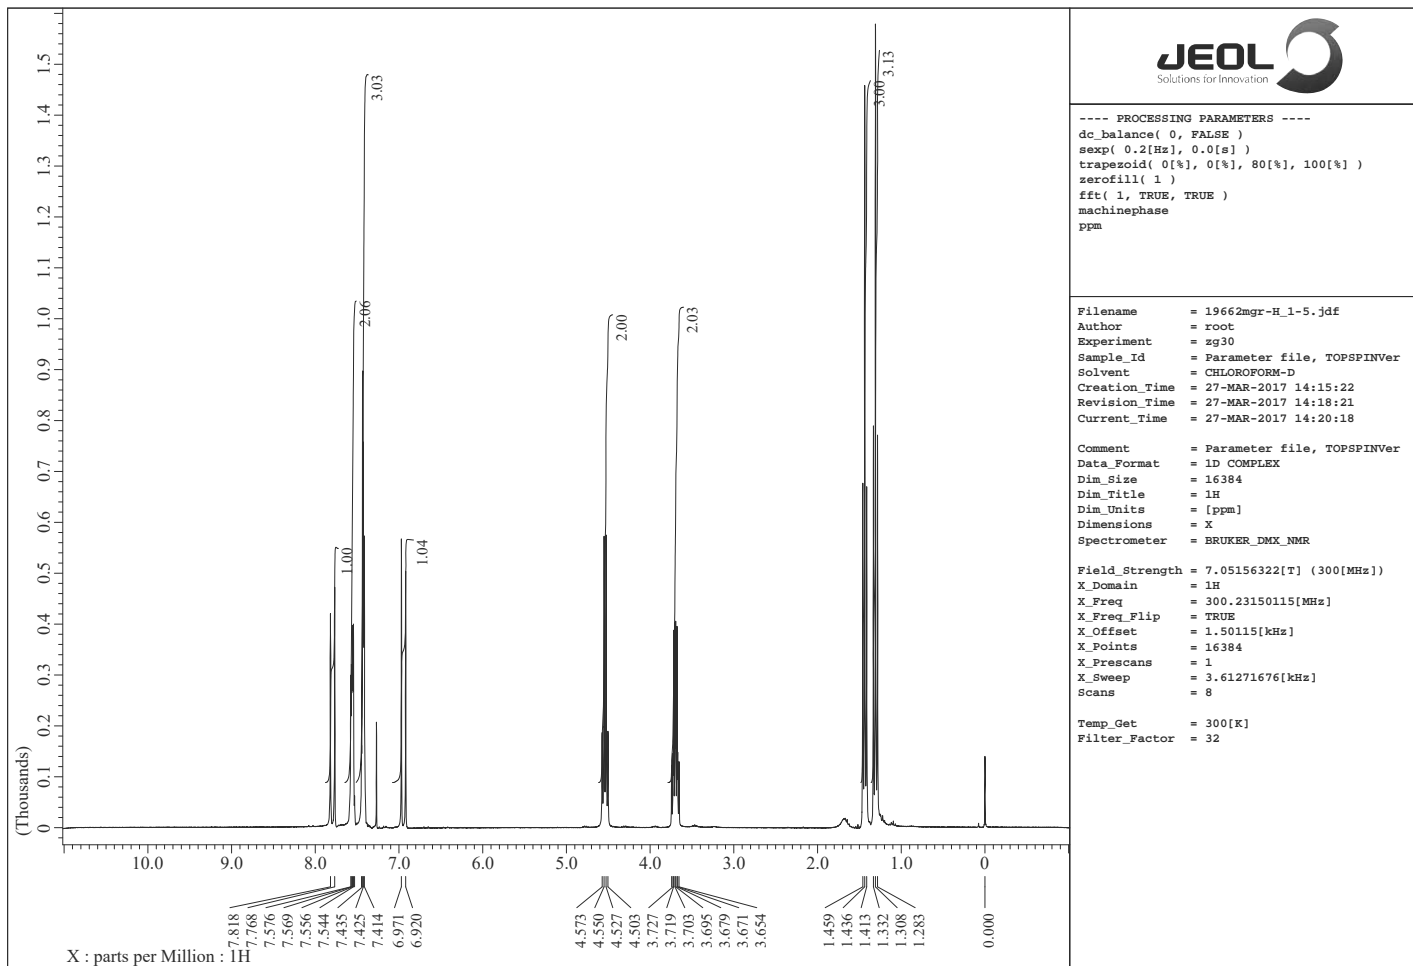 3.13
3.00
3.03
2.06
2.00
2.03
1.00
1.04
(Thousands)
1.5
1.4
1.3
1.2
1.1
1.0
0.9
0.8
0.7
0.6
0.5
0.4
0.3
0.2
0.1
0
10.0 9.0 8.0 7.0 6.0 5.0 4.0 3.0 2.0 1.0 0
7.818
7.768
7.576
7.569
7.556
7.544
7.435
7.425
7.414
6.971
6.920
4.573
4.550
4.527
4.503
3.727
3.719
3.703
3.695
3.679
3.671
3.654
1.459
1.436
1.413
1.332
1.308
1.283
0.000
X : parts per Million : 1H
JEOL
Solutions for Innovation
---- PROCESSING PARAMETERS ----
dc_balance( 0, FALSE )
sexp( 0.2[Hz], 0.0[s] )
trapezoid( 0[%], 0[%], 80[%], 100[%] )
zerofill( 1 )
fft( 1, TRUE, TRUE )
machinephase
ppm
Filename = 19662mgr-H_1-5.jdf
Author = root
Experiment = zg30
Sample_Id = Parameter file, TOPSPINVer
Solvent = CHLOROFORM-D
Creation_Time = 27-MAR-2017 14:15:22
Revision_Time = 27-MAR-2017 14:18:21
Current_Time = 27-MAR-2017 14:20:18
Comment = Parameter file, TOPSPINVer
Data_Format = 1D COMPLEX
Dim_Size = 16384
Dim_Title = 1H
Dim_Units = [ppm]
Dimensions = X
Spectrometer = BRUKER_DMX_NMR
Field_Strength = 7.05156322[T] (300[MHz])
X_Domain = 1H
X_Freq = 300.23150115[MHz]
X_Freq_Flip = TRUE
X_Offset = 1.50115[kHz]
X_Points = 16384
X_Prescans = 1
X_Sweep = 3.61271676[kHz]
Scans = 8
Temp_Get = 300[K]
Filter_Factor = 32